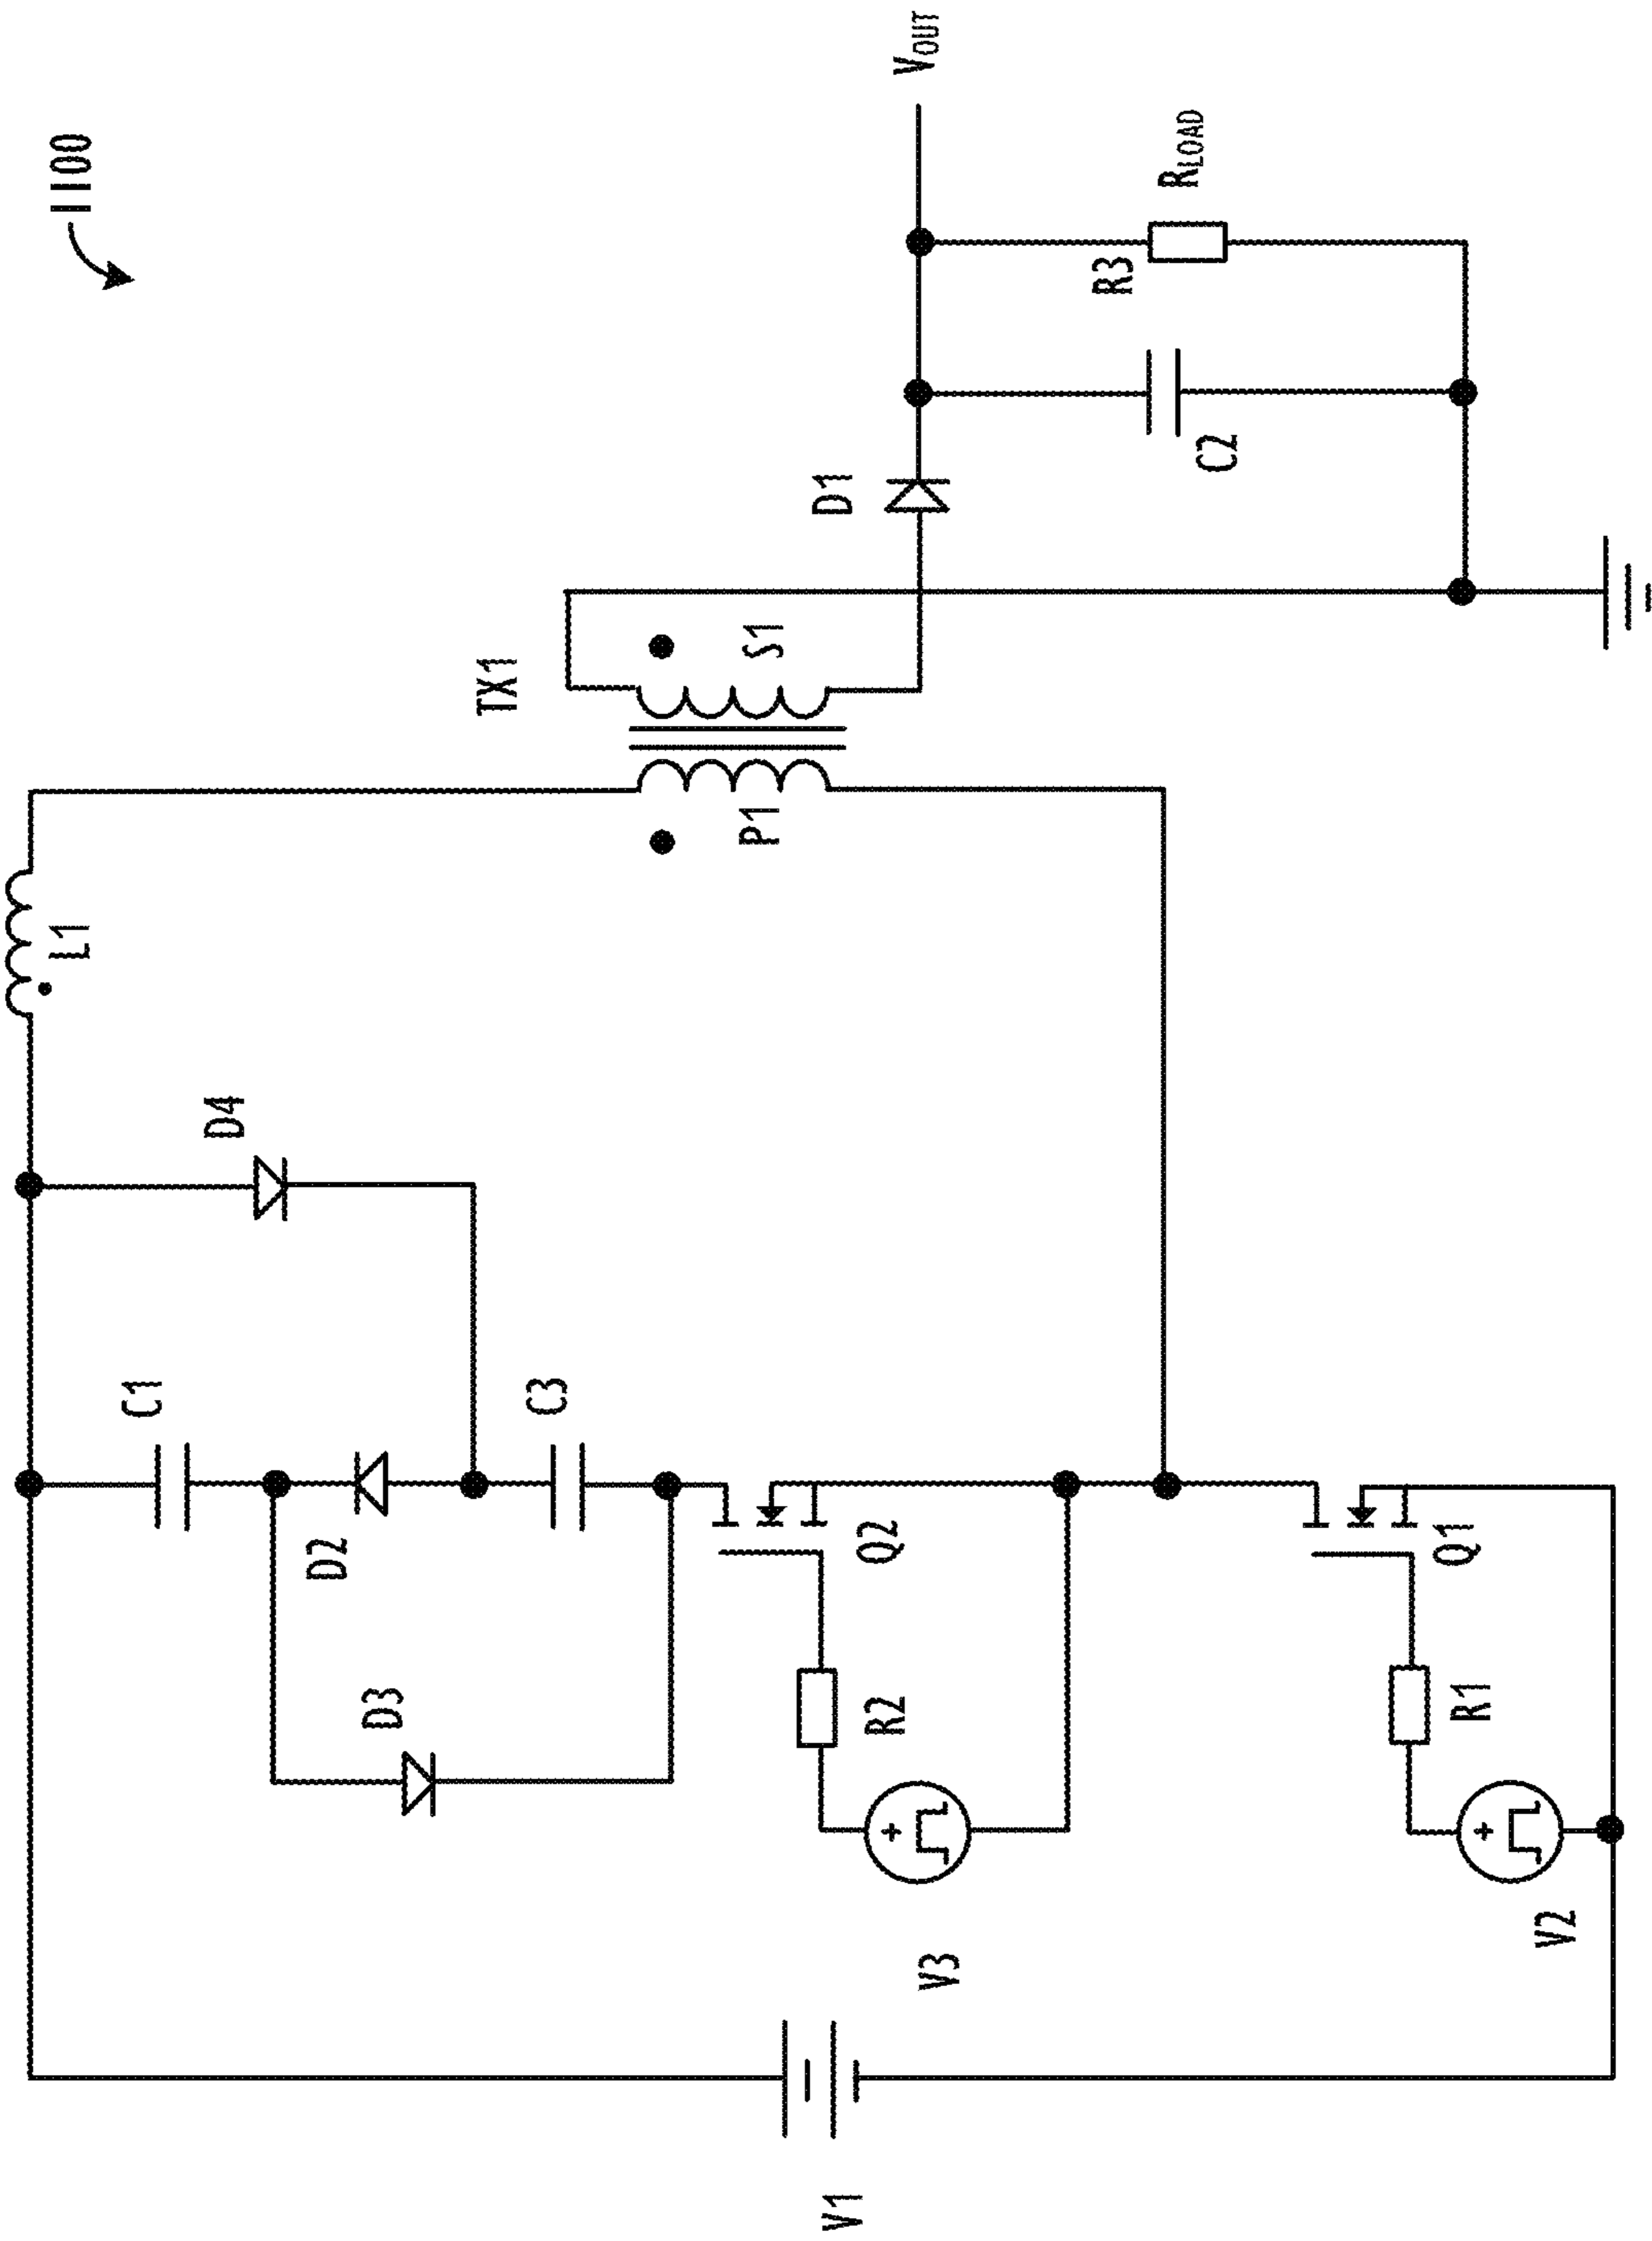 1100
L1
D4
C1
TX1
P1
S1
D1
VOUT
D2
C3
D3
C2
R3
RLOAD
Q2
R2
+
V3
Q1
R1
+
V2
V1